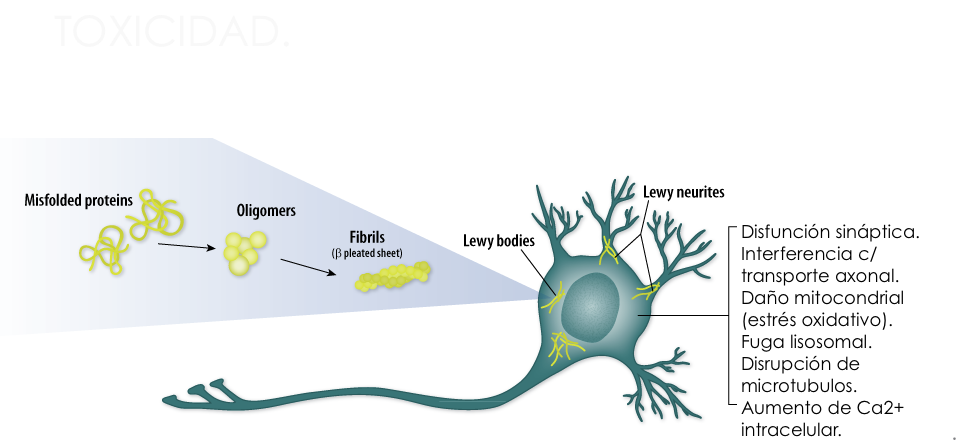 TOXICIDAD.
Misfolded proteins
Oligomers
Fibrils
(β pleated sheet)
Lewy bodies
Lewy neurites
Disfunción sináptica.
Interferencia c/
transporte axonal.
Daño mitocondrial
(estrés oxidativo).
Fuga lisosomal.
Disrupción de
microtubulos.
Aumento de Ca2+
intracelular.